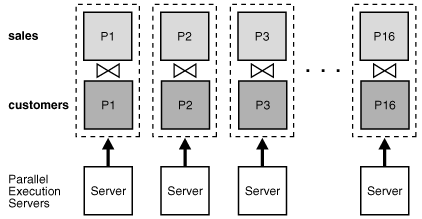 sales P1 P2 P3 P16
. . .
customers P1 P2 P3 P16
Parallel
Execution
Servers
Server Server Server Server